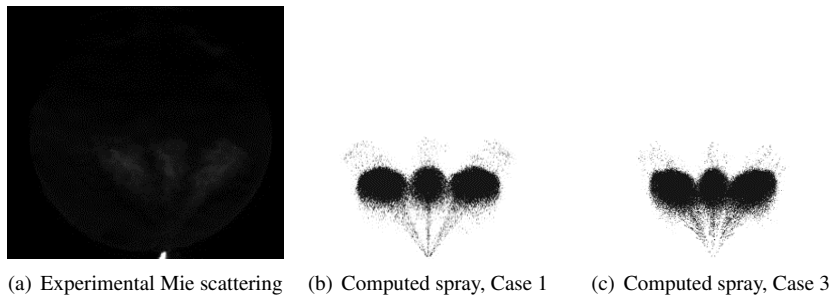 (a) Experimental Mie scattering
(b) Computed spray, Case 1
(c) Computed spray, Case 3